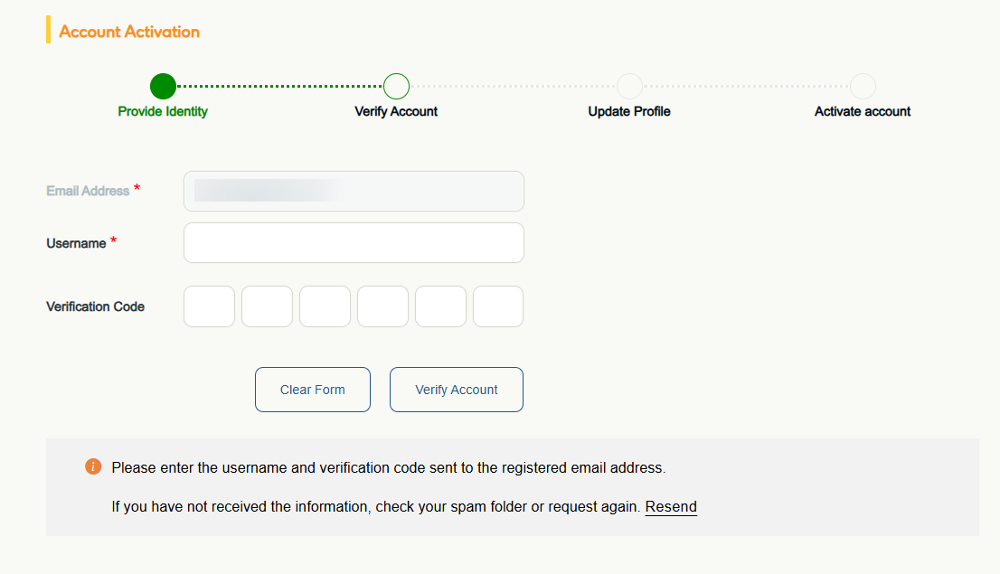 Account Activation
Provide Identity
Verify Account
Update Profile
Activate account
Email Address *
Username *
Verification Code
Clear Form
Verify Account
i
Please enter the username and verification code sent to the registered email address.
If you have not received the information, check your spam folder or request again. Resend